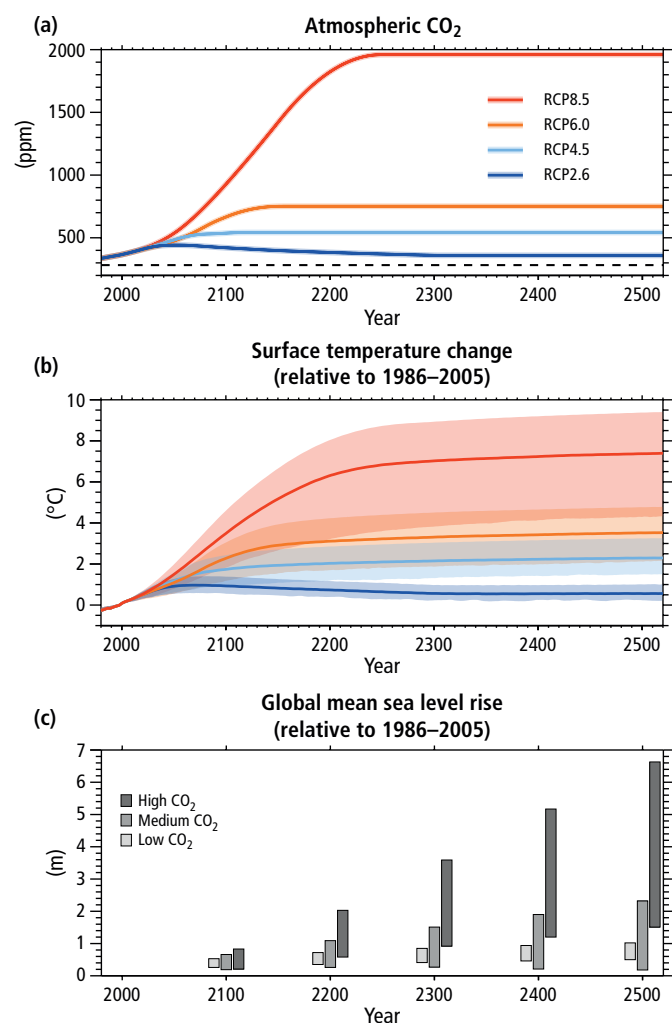 (a)
Atmospheric CO₂
2000
1500
1000
500
(ppm)
RCP8.5
RCP6.0
RCP4.5
RCP2.6
2000 2100 2200 2300 2400 2500
Year
(b)
Surface temperature change
(relative to 1986–2005)
10
8
6
4
2
0
(°C)
2000 2100 2200 2300 2400 2500
Year
(c)
Global mean sea level rise
(relative to 1986–2005)
7
6
5
4
3
2
1
0
(m)
High CO₂
Medium CO₂
Low CO₂
2000 2100 2200 2300 2400 2500
Year